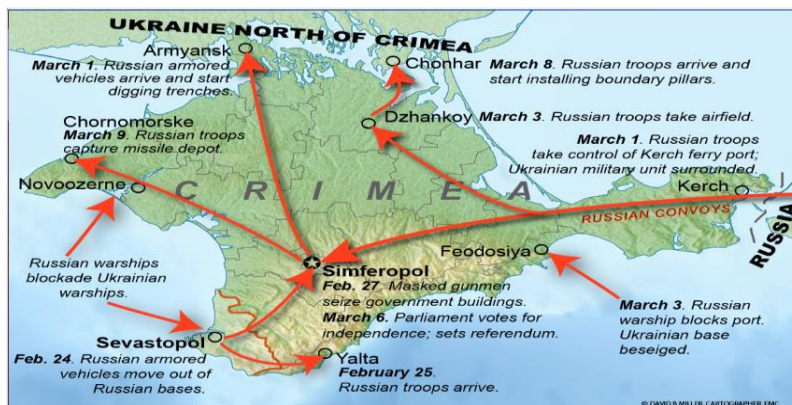 UKRAINE NORTH OF CRIMEA
Armyansk
March 1. Russian armored
vehicles arrive and start
digging trenches.
Chonhar
March 8. Russian troops arrive and
start installing boundary pillars.
Dzhankoy
March 3. Russian troops take airfield.
Chornomorske
March 9. Russian troops
capture missile depot.
March 1. Russian troops
take control of Kerch ferry port;
Ukrainian military unit surrounded.
Novoozerne
CRIMEA
Kerch
RUSSIAN CONVOYS
RUSSIA
Russian warships
blockade Ukrainian
warships.
Feodosiya
Simferopol
Feb. 27. Masked gunmen
seize government buildings.
March 6. Parliament votes for
independence; sets referendum.
March 3. Russian
warship blocks port.
Ukrainian base
beseiged.
Sevastopol
Feb. 24. Russian armored
vehicles move out of
Russian bases.
Yalta
February 25.
Russian troops arrive.
© DAVID B MILLER CARTOGRAPHER EMC